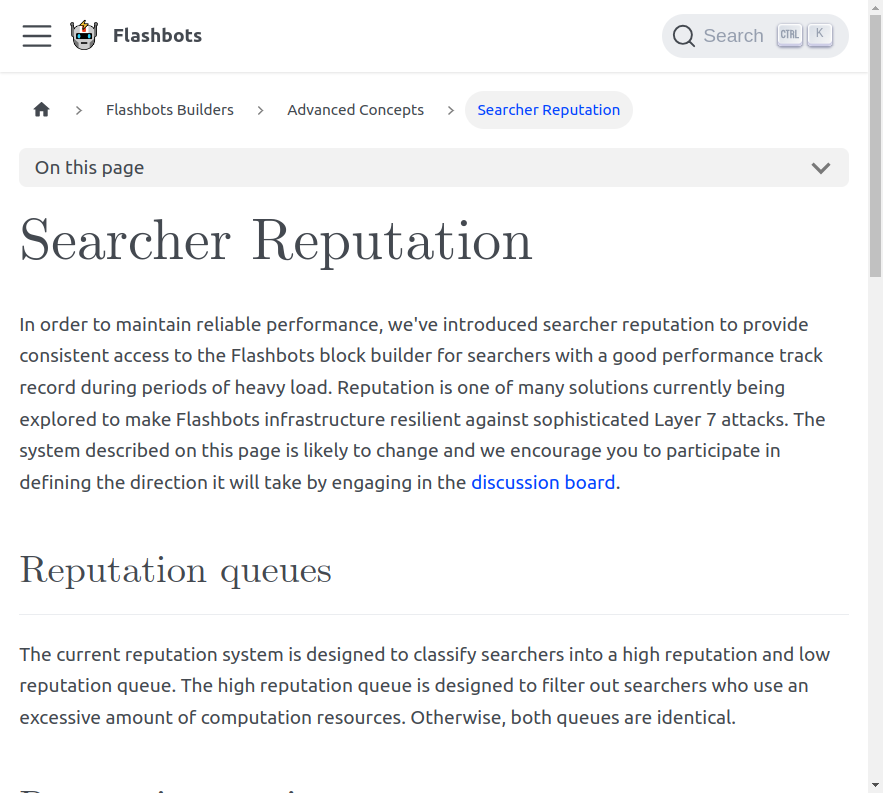 Flashbots
Search CTRL K
Flashbots Builders
Advanced Concepts
Searcher Reputation
On this page
Searcher Reputation
In order to maintain reliable performance, we've introduced searcher reputation to provide
consistent access to the Flashbots block builder for searchers with a good performance track
record during periods of heavy load. Reputation is one of many solutions currently being
explored to make Flashbots infrastructure resilient against sophisticated Layer 7 attacks. The
system described on this page is likely to change and we encourage you to participate in
defining the direction it will take by engaging in the discussion board.
Reputation queues
The current reputation system is designed to classify searchers into a high reputation and low
reputation queue. The high reputation queue is designed to filter out searchers who use an
excessive amount of computation resources. Otherwise, both queues are identical.